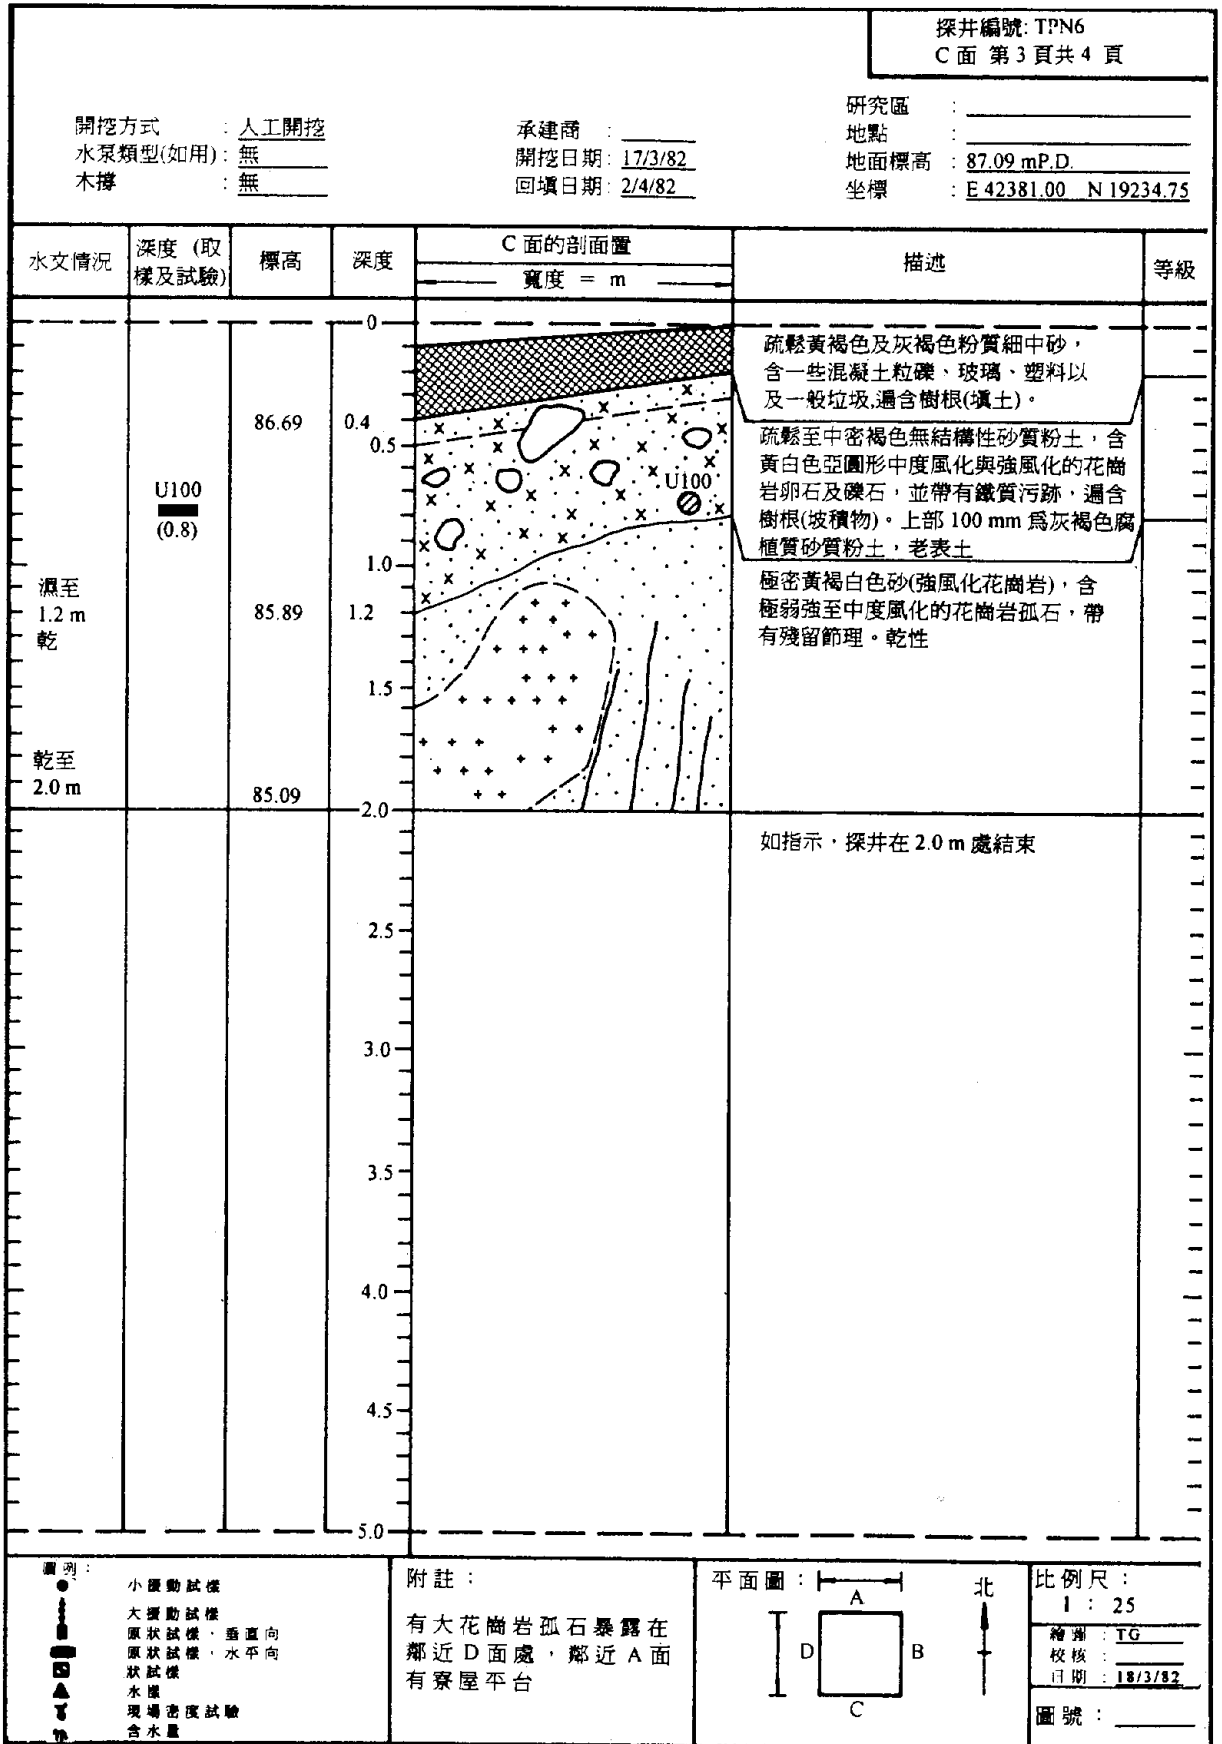 探井編號: TPN6
C 面 第 3 頁共 4 頁
開挖方式 : 人工開挖
水泵類型(如用) : 無
木撐 : 無
承建商 :
開挖日期: 17/3/82
回填日期: 2/4/82
研究區 :
地點 :
地面標高 : 87.09 mP.D.
坐標 : E 42381.00 N 19234.75
水文情況
深度 (取
樣及試驗)
標高
深度
C 面的剖面置
寬度 = m
描述
等級
0
疏鬆黃褐色及灰褐色粉質細中砂，
含一些混凝土粒礫、玻璃、塑料以
及一般垃圾,遍含樹根(填土)。
86.69
0.4
0.5
疏鬆至中密褐色無結構性砂質粉土，含
黃白色亞圓形中度風化與強風化的花崗
岩卵石及礫石，並帶有鐵質污跡，遍含
樹根(坡積物)。上部 100 mm 爲灰褐色腐
植質砂質粉土，老表土
U100
(0.8)
U100
1.0
極密黃褐白色砂(強風化花崗岩)，含
極弱強至中度風化的花崗岩孤石，帶
有殘留節理。乾性
濕至
1.2 m
乾
85.89
1.2
1.5
乾至
2.0 m
85.09
2.0
如指示，探井在 2.0 m 處結束
2.5
3.0
3.5
4.0
4.5
5.0
圖例 :
小擾動試樣
大擾動試樣
原狀試樣，垂直向
原狀試樣，水平向
狀試樣
水樣
現場密度試驗
含水量
附註 :
有大花崗岩孤石暴露在
鄰近 D 面處，鄰近 A 面
有寮屋平台
平面圖 :
A
B
C
D
北
比例尺 :
1 : 25
繪測 : TG
校核 :
日期 : 18/3/82
圖號 :